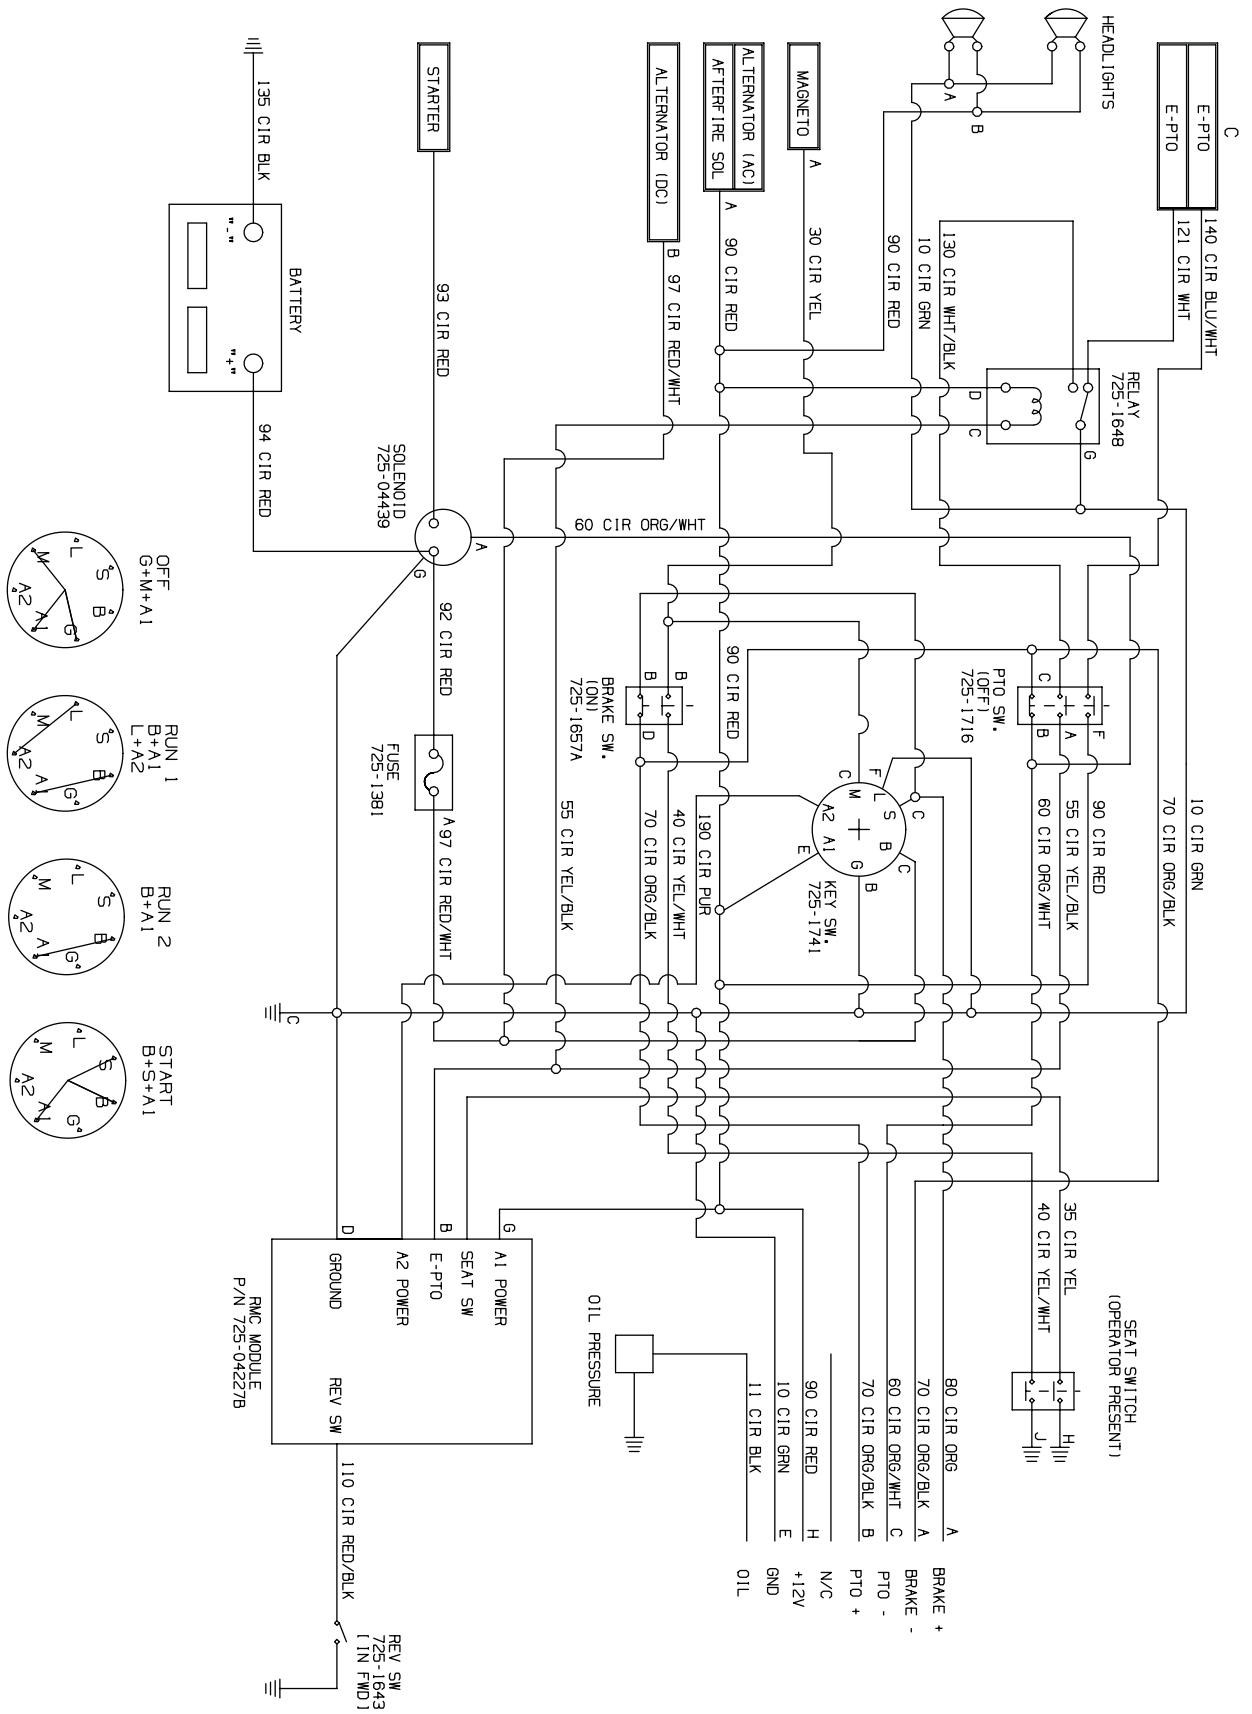 C
E-PTO
E-PTO
140 CIR BLU/WHT
121 CIR WHT
HEADLIGHTS
A
B
RELAY
725-1648
D
C
G
130 CIR WHT/BLK
10 CIR GRN
90 CIR RED
MAGNETO
A
30 CIR YEL
ALTERNATOR (AC)
AFTERFIRE SOL
A
90 CIR RED
ALTERNATOR (DC)
B
97 CIR RED/WHT
STARTER
93 CIR RED
135 CIR BLK
BATTERY
"-"
"+"
94 CIR RED
SOLENOID
725-04439
A
G
60 CIR ORG/WHT
92 CIR RED
FUSE
725-1381
A
97 CIR RED/WHT
PTO SW.
(OFF)
725-1716
C
B
A
F
10 CIR GRN
70 CIR ORG/BLK
90 CIR RED
55 CIR YEL/BLK
60 CIR ORG/WHT
BRAKE SW.
(ON)
725-1657A
B
B
D
90 CIR RED
KEY SW.
725-1741
C
F
C
C
B
E
M
L
S
B
G
A1
A2
190 CIR PUR
40 CIR YEL/WHT
70 CIR ORG/BLK
55 CIR YEL/BLK
C
OFF
G+M+A1
L
S
B
G
A1
A2
M
RUN 1
B+A1
L+A2
L
S
B
G
A1
A2
M
RUN 2
B+A1
L
S
B
G
A1
A2
M
START
B+S+A1
L
S
B
G
A1
A2
M
35 CIR YEL
40 CIR YEL/WHT
SEAT SWITCH
(OPERATOR PRESENT)
H
J
80 CIR ORG A BRAKE +
70 CIR ORG/BLK A BRAKE -
60 CIR ORG/WHT C PTO -
70 CIR ORG/BLK B PTO +
N/C
90 CIR RED H +12V
10 CIR GRN E GND
11 CIR BLK OIL
OIL PRESSURE
G
B
D
A1 POWER
SEAT SW
E-PTO
A2 POWER
GROUND
REV SW
RMC MODULE
P/N 725-04227B
110 CIR RED/BLK
REV SW
725-1643
[IN FWD]